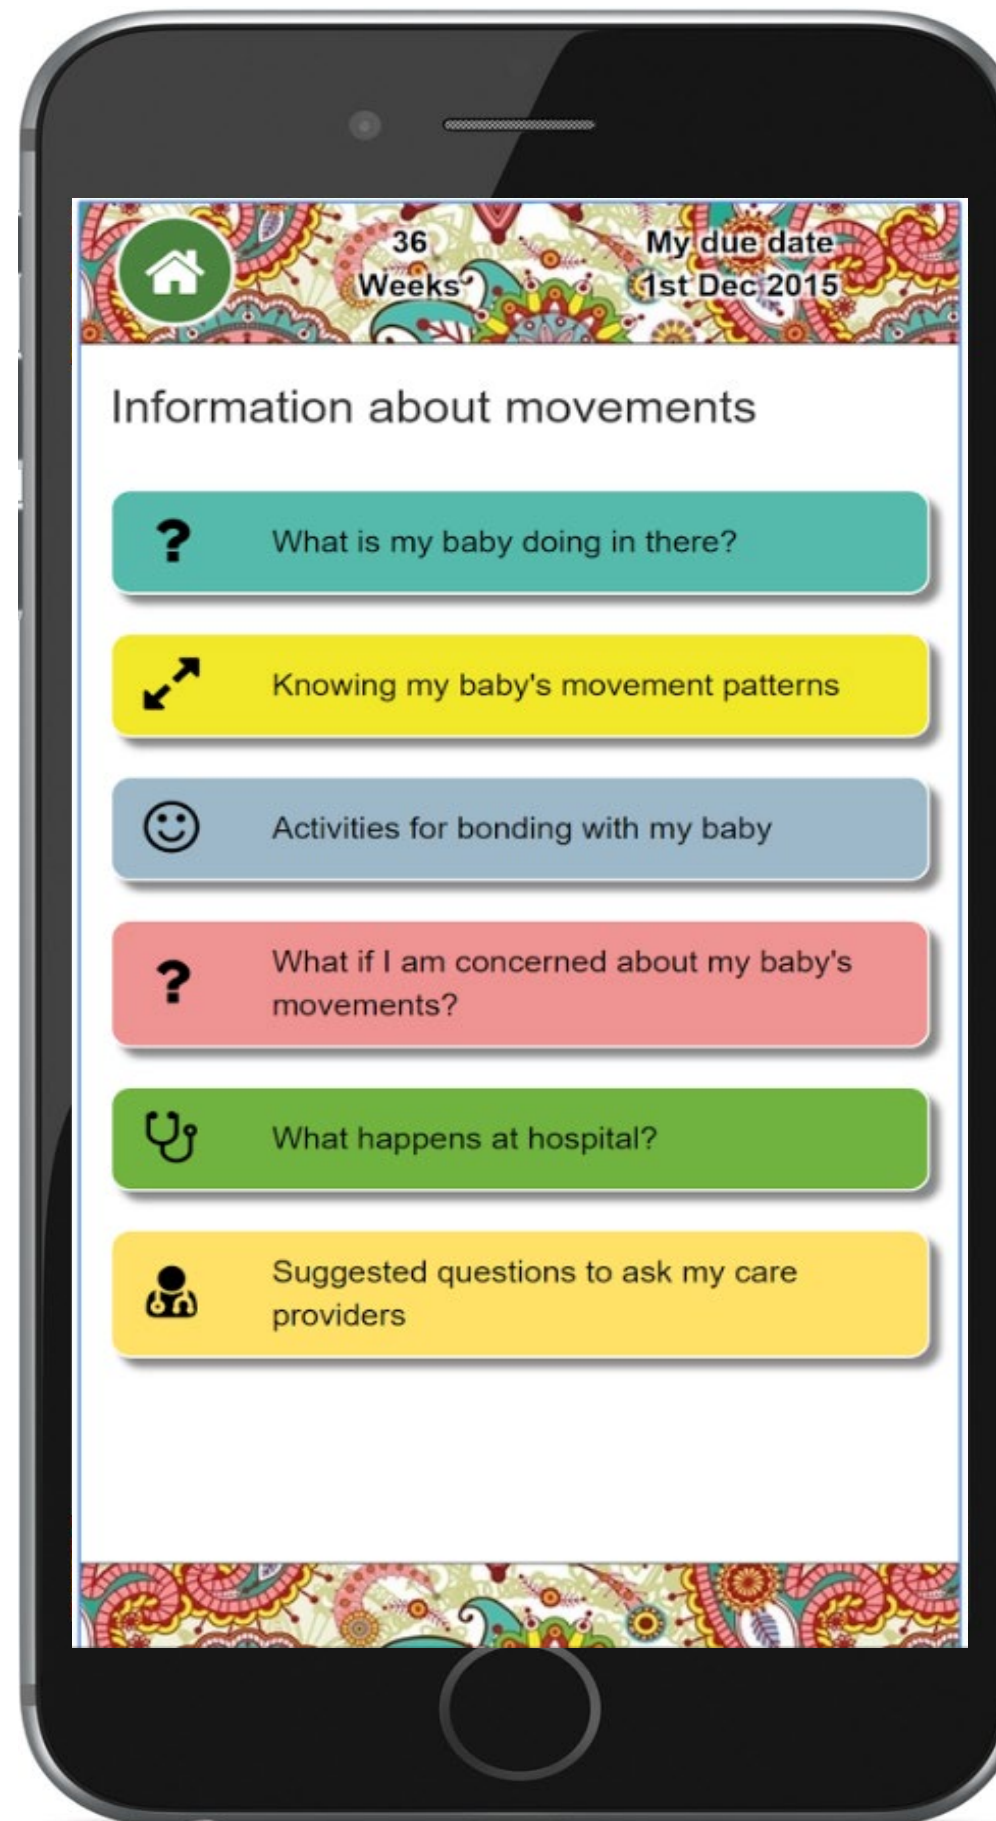 36
Weeks
My due date
1st Dec 2015
Information about movements
What is my baby doing in there?
Knowing my baby's movement patterns
Activities for bonding with my baby
What if I am concerned about my baby's
movements?
What happens at hospital?
Suggested questions to ask my care
providers